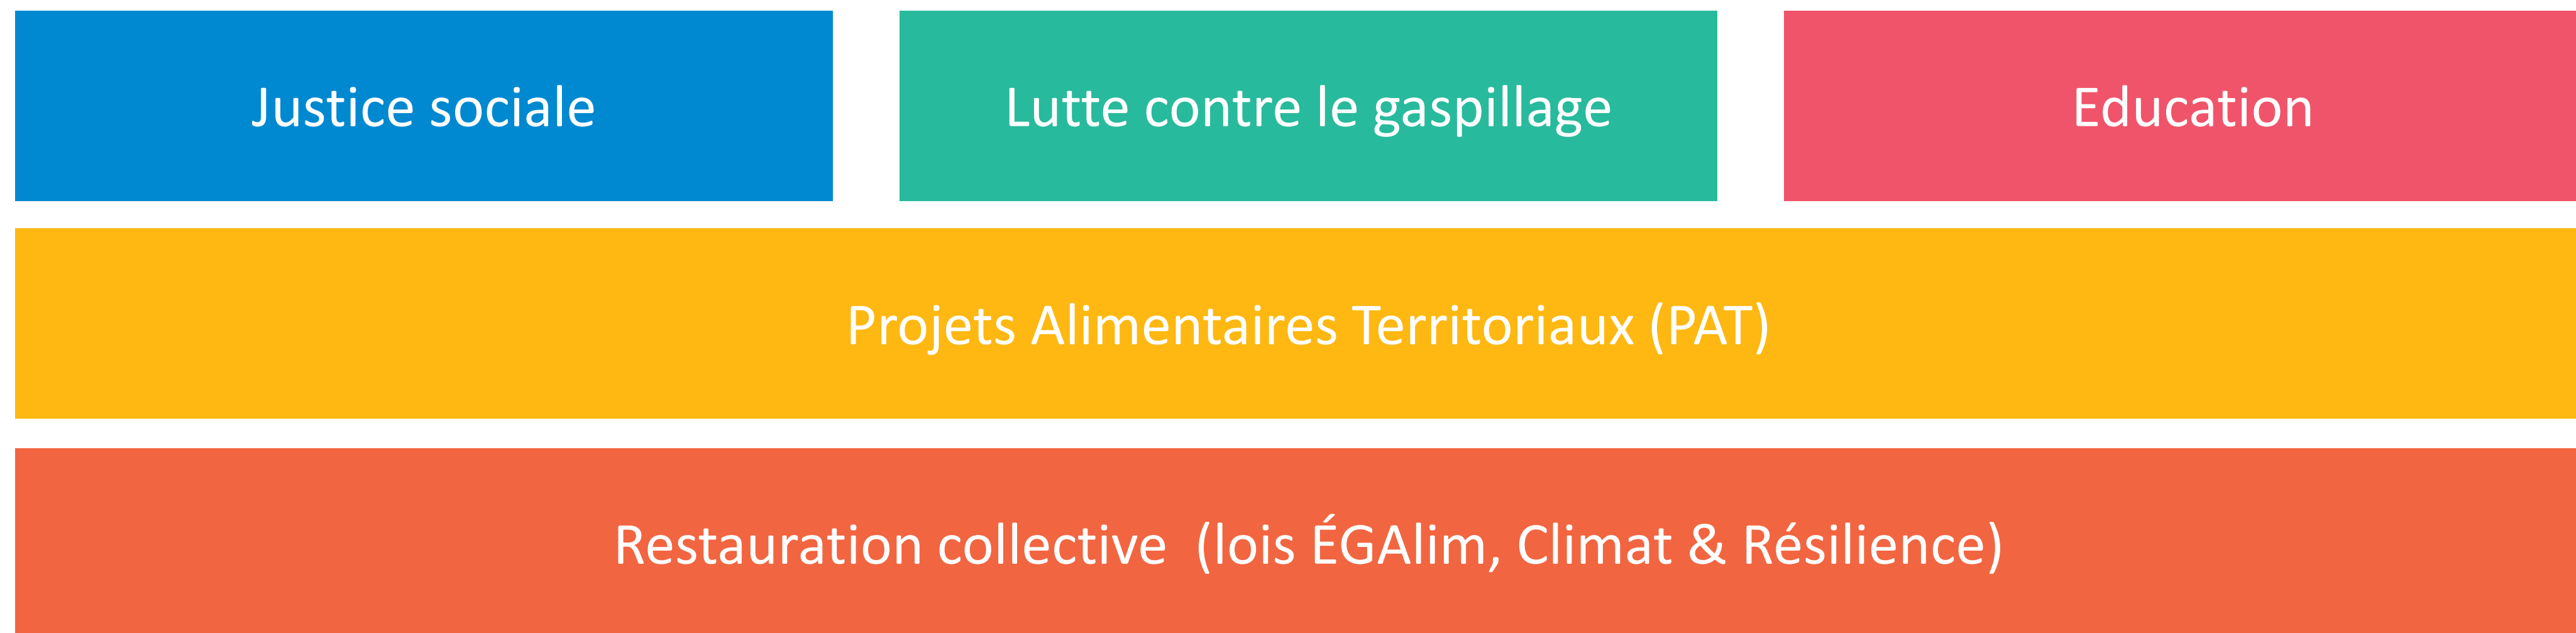 Justice sociale
Lutte contre le gaspillage
Education
Projets Alimentaires Territoriaux (PAT)
Restauration collective  (lois ÉGAlim, Climat & Résilience)